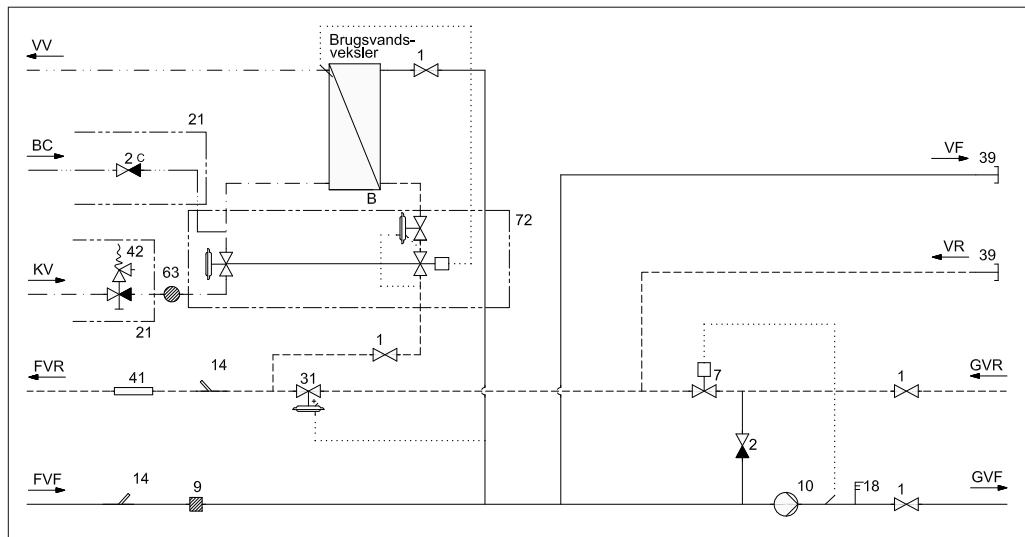 VV
Brugsvands-
veksler
1
21
BC
2 C
B
72
VF
39
42
KV
63
VR
39
21
1
FVR
14
41
31
7
1
GVR
2
FVF
14
9
10
18
1
GVF